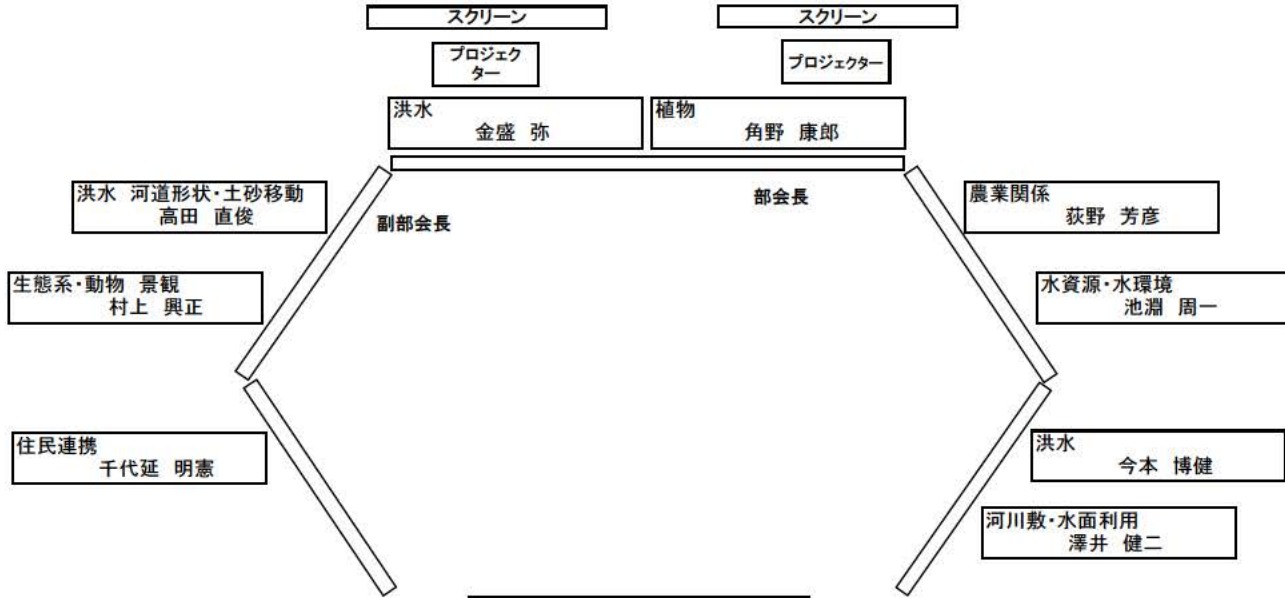 スクリーン
スクリーン
プロジェク
ター
プロジェクター
洪水
金盛 弥
植物
角野 康郎
洪水 河道形状・土砂移動
高田 直俊
副部会長
部会長
農業関係
荻野 芳彦
生態系・動物 景観
村上 興正
水資源・水環境
池淵 周一
住民連携
千代延 明憲
洪水
今本 博健
河川敷・水面利用
澤井 健二